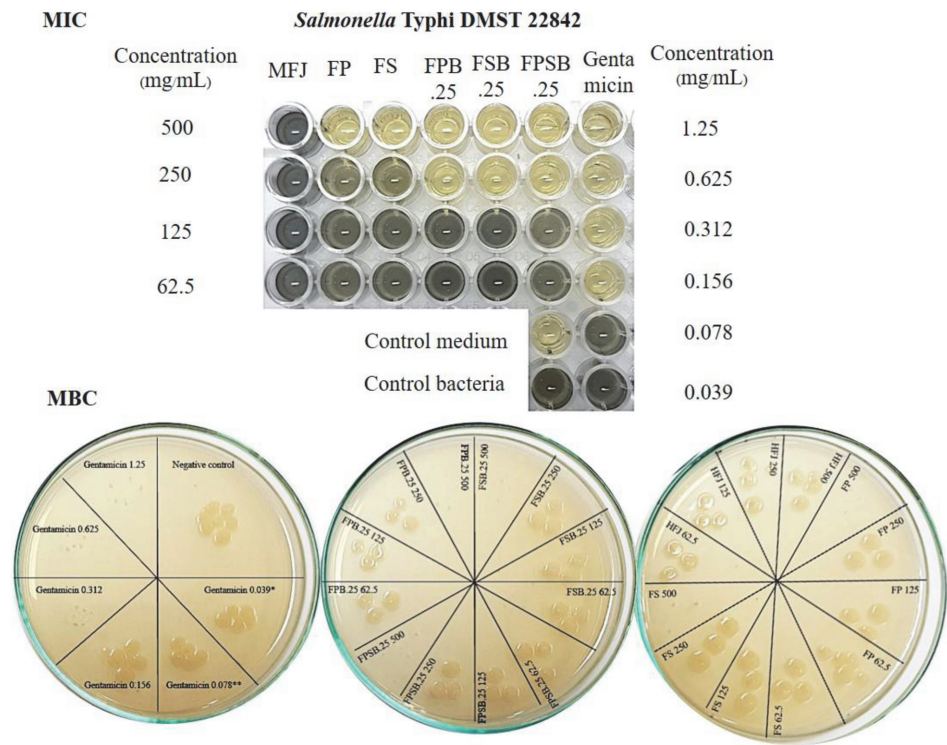 MIC
Salmonella Typhi DMST 22842
Concentration
(mg/mL)
MFJ FP FS FPB FSB FPSB Genta
.25 .25 .25 micin
Concentration
(mg/mL)
500 1.25
250 0.625
125 0.312
62.5 0.156
Control medium 0.078
Control bacteria 0.039
MBC
Gentamicin 1.25
Negative control
Gentamicin 0.625
Gentamicin 0.312
Gentamicin 0.039*
Gentamicin 0.156
Gentamicin 0.078**
FPB.25 500
FSB.25 500
FPB.25 250
FSB.25 250
FPB.25 125
FSB.25 125
FPB.25 62.5
FSB.25 62.5
FPSB.25 500
FPSB.25 250
FPSB.25 125
FPSB.25 62.5
HFJ 250
HFJ 500
FP 500
HFJ 125
FP 250
HFJ 62.5
FP 125
FS 500
FS 250
FP 62.5
FS 125
FS 62.5